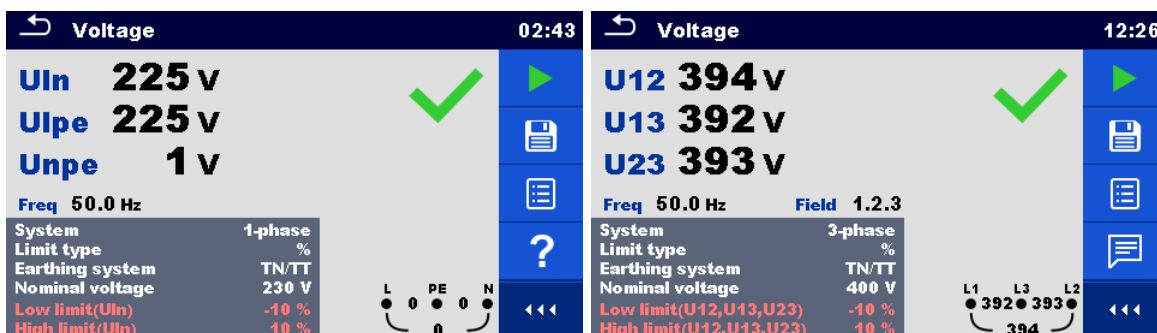 Voltage 02:43
Uln 225 V
Ulpe 225 V
Unpe 1 V
Freq 50.0 Hz
System 1-phase
Limit type %
Earthing system TN/TT
Nominal voltage 230 V
Low limit(Uln) -10 %
High limit(Uln) 10 %
?
L PE N
0 0
0
Voltage 12:26
U12 394 V
U13 392 V
U23 393 V
Freq 50.0 Hz Field 1.2.3
System 3-phase
Limit type %
Earthing system TN/TT
Nominal voltage 400 V
Low limit(U12,U13,U23) -10 %
High limit(U12,U13,U23) 10 %
L1 L3 L2
392 393
394